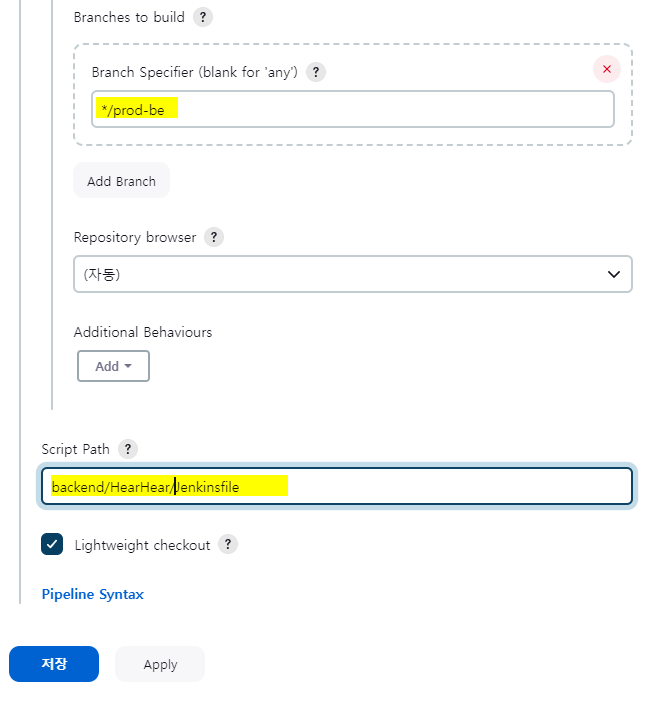 Branches to build ?
Branch Specifier (blank for 'any') ?
*/prod-be
Add Branch
Repository browser ?
(자동)
Additional Behaviours
Add
Script Path ?
backend/HearHear/Jenkinsfile
Lightweight checkout ?
Pipeline Syntax
저장 Apply